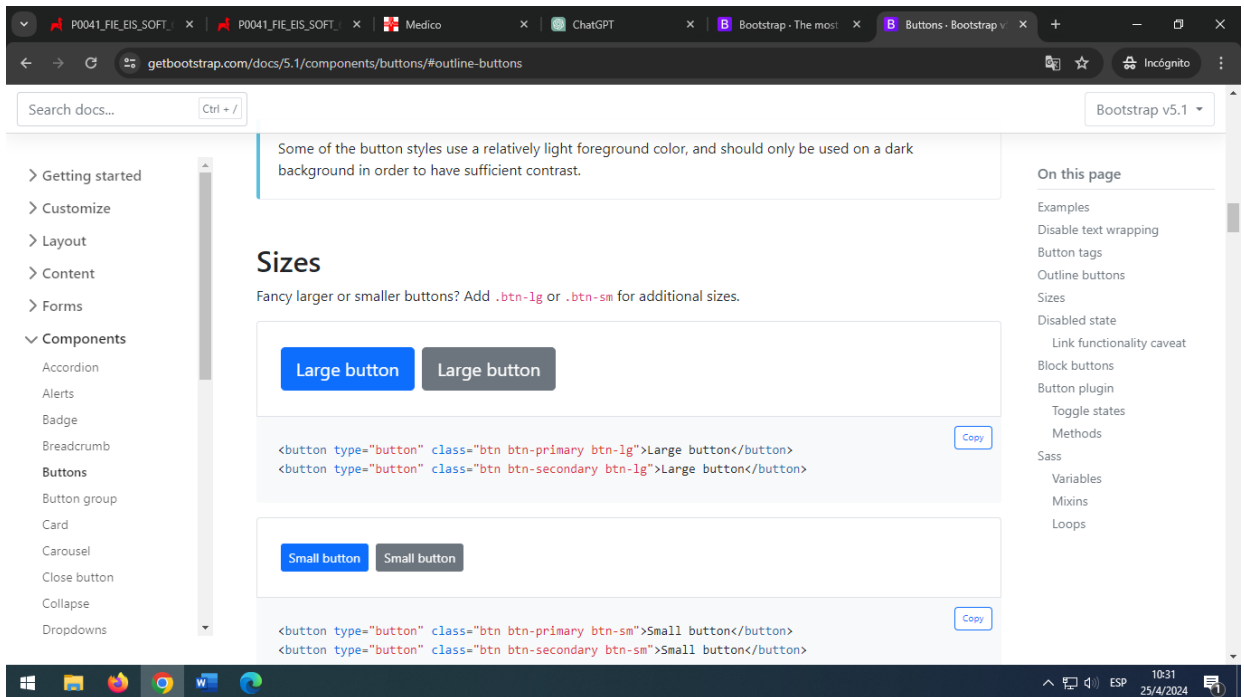 P0041_FIE_EIS_SOFT_
P0041_FIE_EIS_SOFT_
Medico
ChatGPT
Bootstrap · The most
Buttons · Bootstrap v
getbootstrap.com/docs/5.1/components/buttons/#outline-buttons
Incógnito
Search docs...
Ctrl + /
Bootstrap v5.1
Getting started
Customize
Layout
Content
Forms
Components
Accordion
Alerts
Badge
Breadcrumb
Buttons
Button group
Card
Carousel
Close button
Collapse
Dropdowns
Some of the button styles use a relatively light foreground color, and should only be used on a dark
background in order to have sufficient contrast.
Sizes
Fancy larger or smaller buttons? Add .btn-lg or .btn-sm for additional sizes.
Large button
Large button
Copy
<button type="button" class="btn btn-primary btn-lg">Large button</button>
<button type="button" class="btn btn-secondary btn-lg">Large button</button>
Small button
Small button
Copy
<button type="button" class="btn btn-primary btn-sm">Small button</button>
<button type="button" class="btn btn-secondary btn-sm">Small button</button>
On this page
Examples
Disable text wrapping
Button tags
Outline buttons
Sizes
Disabled state
Link functionality caveat
Block buttons
Button plugin
Toggle states
Methods
Sass
Variables
Mixins
Loops
ESP
10:31
25/4/2024
1